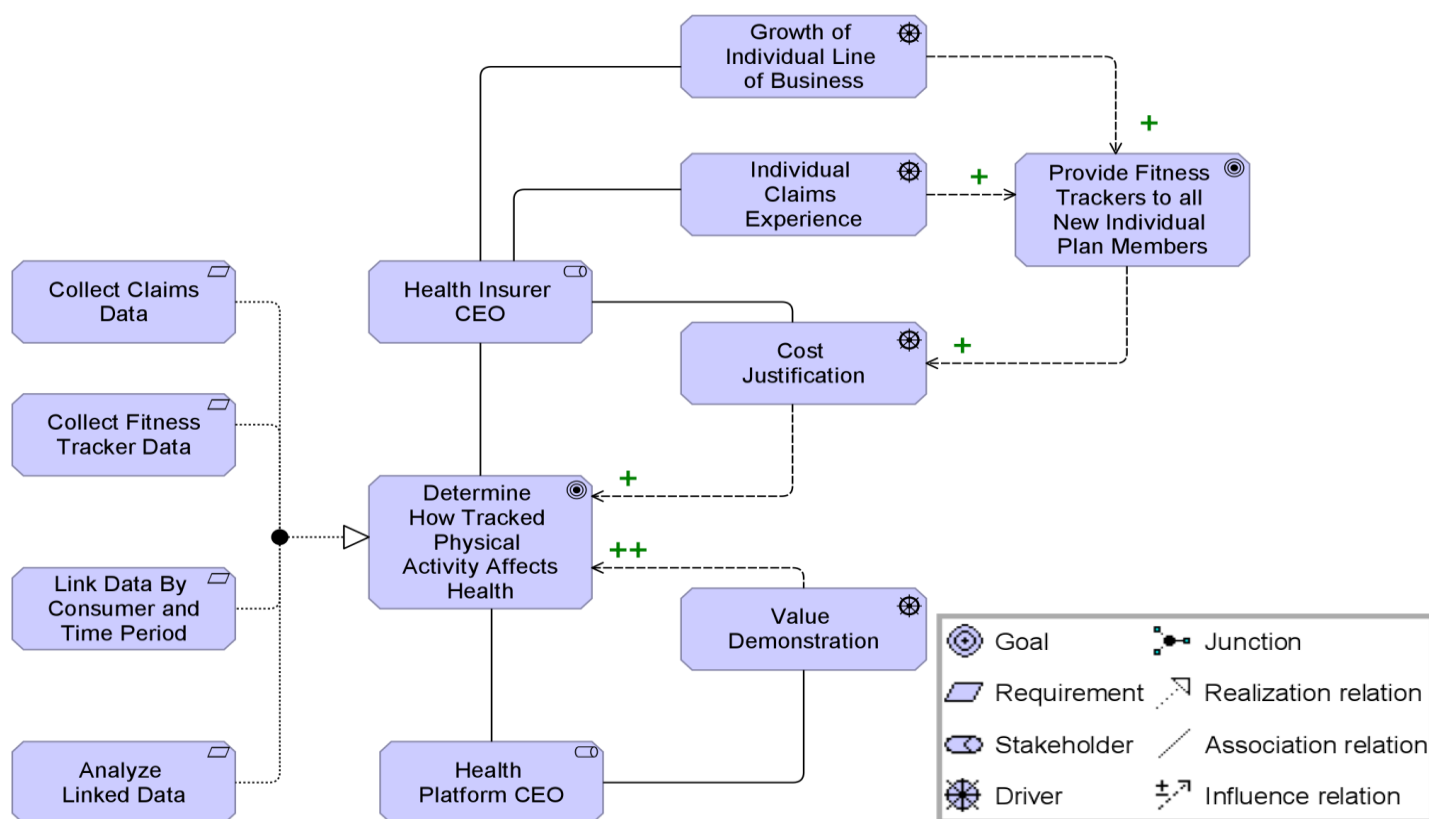 Growth of
Individual Line
of Business
+
Individual
Claims
Experience
+
Provide Fitness
Trackers to all
New Individual
Plan Members
Collect Claims
Data
Health Insurer
CEO
Cost
Justification
+
Collect Fitness
Tracker Data
Determine
How Tracked
Physical
Activity Affects
Health
+
++
Link Data By
Consumer and
Time Period
Value
Demonstration
Analyze
Linked Data
Health
Platform CEO
Goal
Junction
Requirement
Realization relation
Stakeholder
Association relation
Driver
± Influence relation